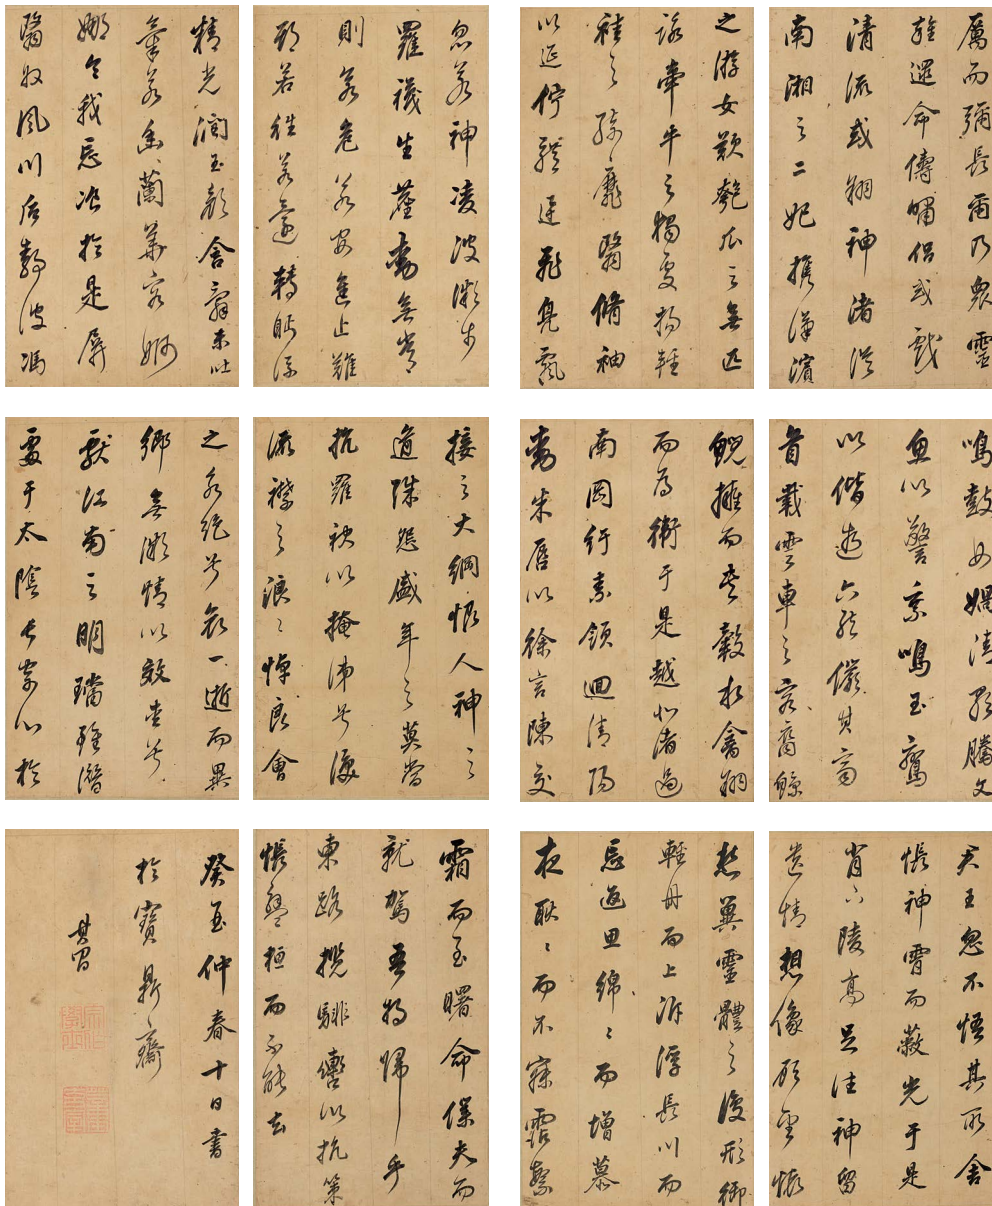 厲而彌長爾乃眾靈
雜遝命儔嘯侶或戲
清流或翔神渚從
南湘之二妃攜漢濱
之游女歎匏瓜之無匹
詠牽牛之獨處揚輕
袿之綺靡翳脩袖
以延佇體迅飛鳧飄
忽若神凌波微步
羅襪生塵動無常
則若危若安進止難
期若往若還轉眄流
精光潤玉顏含辭未吐
氣若幽蘭華容婀
娜令我忘飡於是屏
翳收風川后靜波馮
鳴鼓女媧清歌騰文
魚以警乘鳴玉鸞
以偕逝六龍儼其齊
首載雲車之容裔鯨
鯢擁而夾轂水禽翔
而為衛于是越北渚過
南岡紆素領迴清陽
動朱脣以徐言陳交
接之大綱恨人神之
道殊怨盛年之莫當
抗羅袂以掩涕兮淚
流襟之浪〻悼良會
之永絕兮哀一逝而異
鄉無微情以效愛兮
獻江南之明璫雖潛
處于太陰長寄心於
君王忽不悟其所舍
悵神霄而蔽光于是
背下陵高足往神留
遺情想像顧望懷
愁冀靈體之復形御
輕舟而上泝浮長川而
忘返思綿〻而增慕
夜耿〻而不寐霑繁
霜而至曙命僕夫而
就駕吾將歸乎
東路攬騑轡以抗策
悵盤桓而不能去
癸亥仲春十日書
於寶鼎齋
其昌